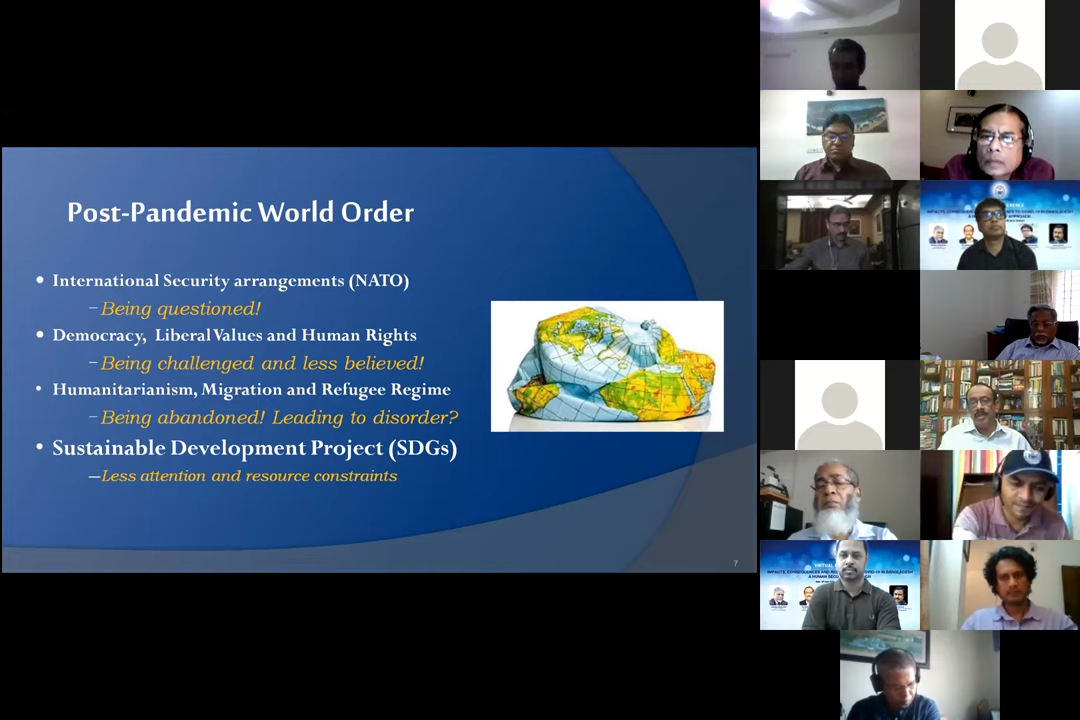 Post-Pandemic World Order
• International Security arrangements (NATO)
–Being questioned!
• Democracy, Liberal Values and Human Rights
–Being challenged and less believed!
• Humanitarianism, Migration and Refugee Regime
–Being abandoned! Leading to disorder?
• Sustainable Development Project (SDGs)
–Less attention and resource constraints
7